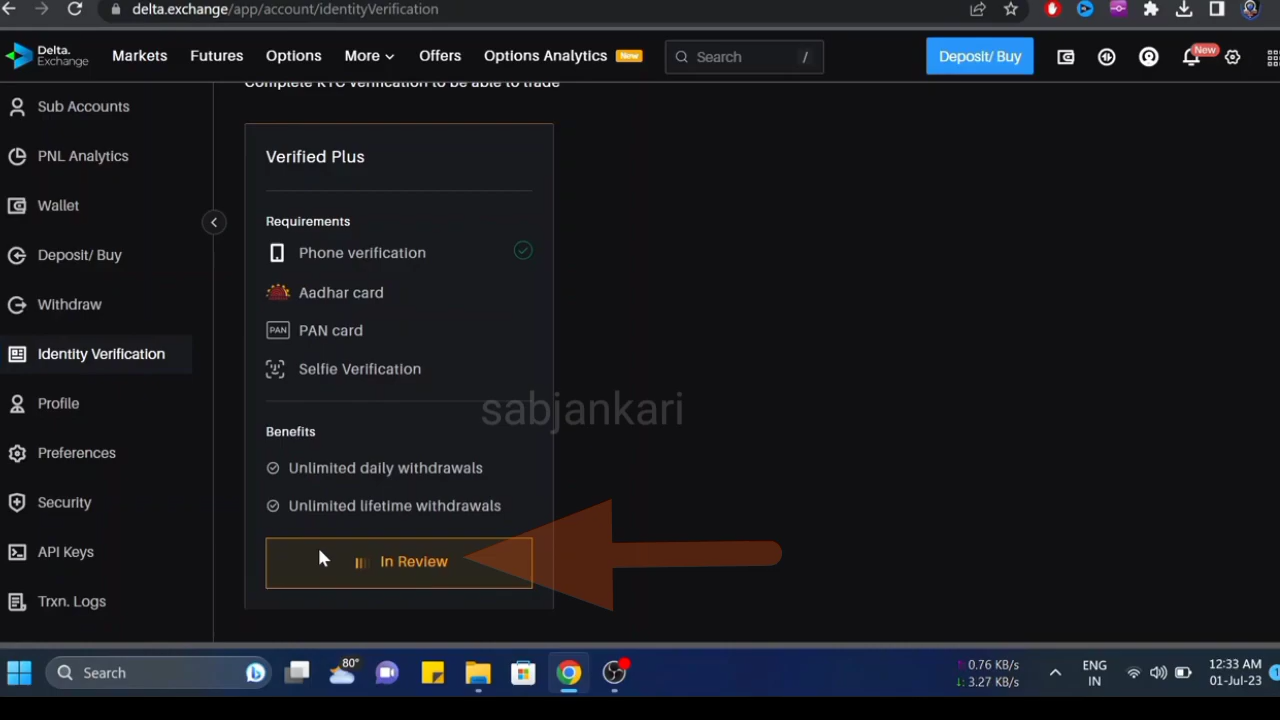 delta.exchange/app/account/identityVerification
Delta.
Exchange
Markets
Futures
Options
More
Offers
Options Analytics
New
Search
/
Deposit/ Buy
New
Complete KYC verification to be able to trade
Sub Accounts
PNL Analytics
Wallet
Deposit/ Buy
Withdraw
Identity Verification
Profile
Preferences
Security
API Keys
Trxn. Logs
Verified Plus
Requirements
Phone verification
Aadhar card
PAN
PAN card
Selfie Verification
sabjankari
Benefits
Unlimited daily withdrawals
Unlimited lifetime withdrawals
In Review
Search
80°
0.76 KB/s
3.27 KB/s
ENG
IN
12:33 AM
01-Jul-23
1